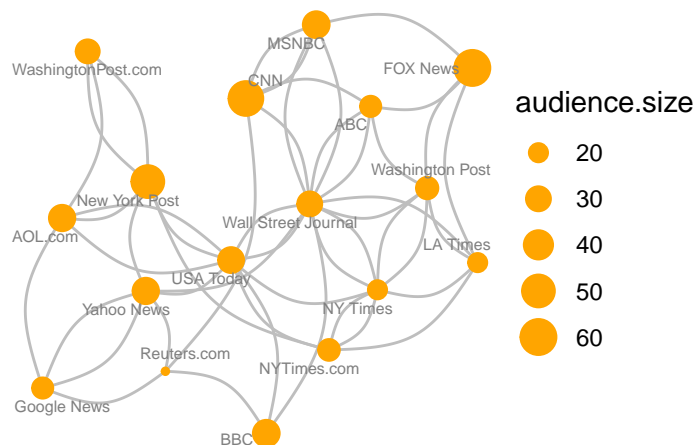 MSNBC
WashingtonPost.com
FOX News
CNN
audience.size
ABC
20
Washington Post
30
New York Post
Wall Street Journal
AOL.com
LA Times
40
USA Today
50
Yahoo News
NY Times
60
Reuters.com
NYTimes.com
Google News
BBC